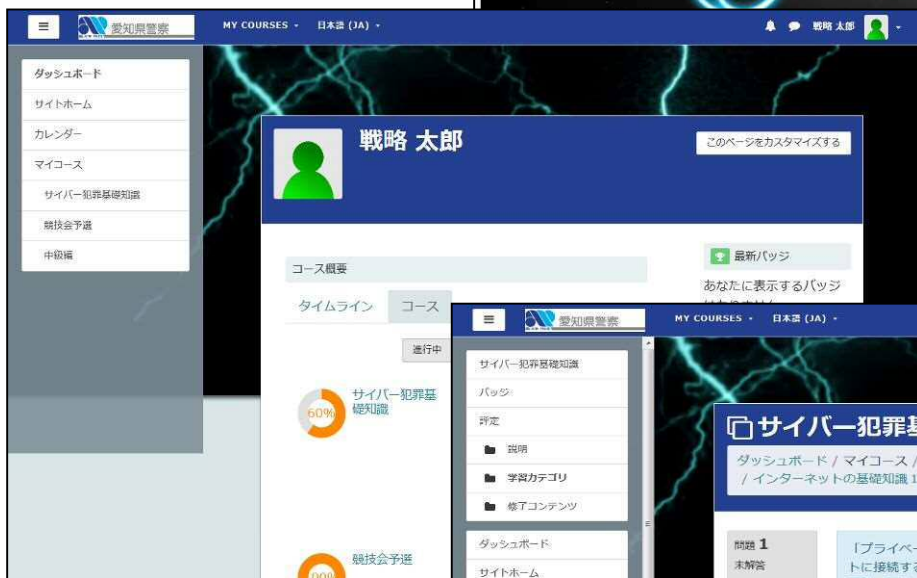 愛知県警察
MY COURSES
日本語 (JA)
戦略 太郎
ダッシュボード
サイトホーム
カレンダー
マイコース
サイバー犯罪基礎知識
競技会予選
中級編
戦略 太郎
このページをカスタマイズする
コース概要
タイムライン
コース
進行中
60%
サイバー犯罪基
礎知識
競技会予選
最新バッジ
あなたに表示するバッジ
愛知県警察
MY COURSES
日本語 (JA)
サイバー犯罪基礎知識
バッジ
評定
説明
学習カテゴリ
修了コンテンツ
ダッシュボード
サイトホーム
サイバー犯罪基
ダッシュボード / マイコース /
/ インターネットの基礎知識 1
問題 1
未解答
「プライベー
トに接続する